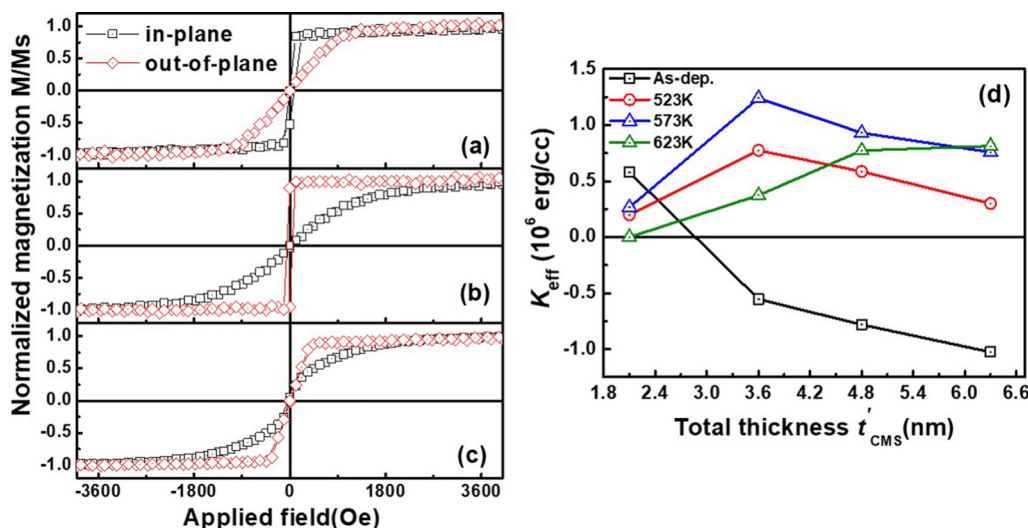 in-plane
out-of-plane
1.0
0.5
0.0
-0.5
-1.0
(a)
1.0
0.5
0.0
-0.5
-1.0
(b)
1.0
0.5
0.0
-0.5
-1.0
(c)
-3600 -1800 0 1800 3600
Applied field(Oe)
Normalized magnetization M/Ms
As-dep.
523K
573K
623K
(d)
1.5
1.0
0.5
0.0
-0.5
-1.0
1.8 2.4 3.0 3.6 4.2 4.8 5.4 6.0 6.6
Keff (10⁶ erg/cc)
Total thickness t'CMS(nm)